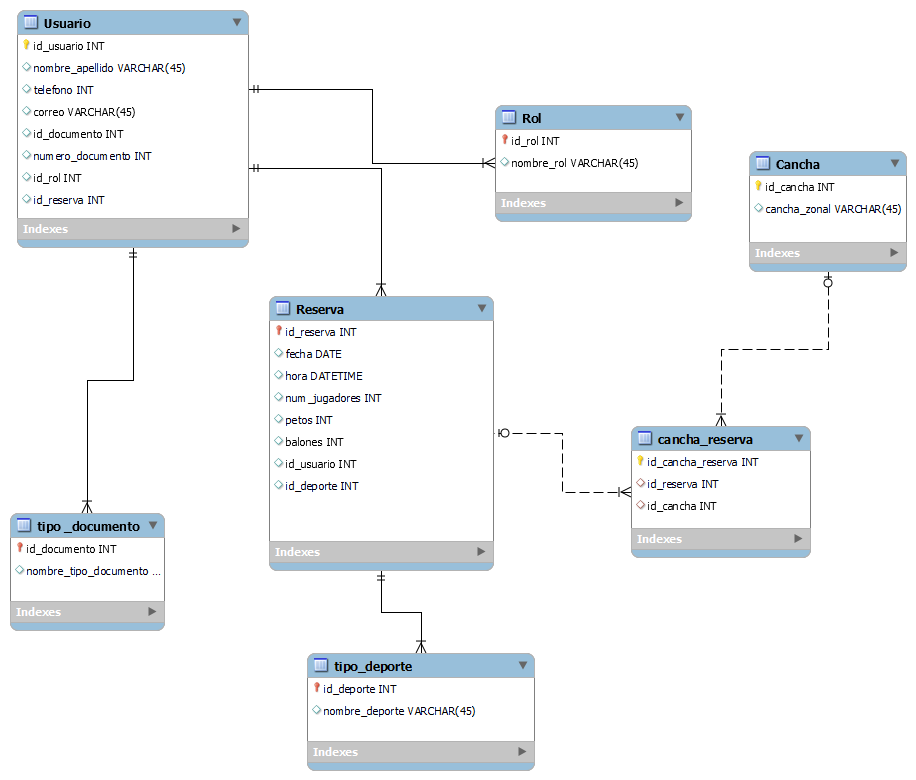 Usuario
id_usuario INT
nombre_apellido VARCHAR(45)
telefono INT
correo VARCHAR(45)
id_documento INT
numero_documento INT
id_rol INT
id_reserva INT
Indexes
Rol
id_rol INT
nombre_rol VARCHAR(45)
Indexes
Cancha
id_cancha INT
cancha_zonal VARCHAR(45)
Indexes
Reserva
id_reserva INT
fecha DATE
hora DATETIME
num_jugadores INT
petos INT
balones INT
id_usuario INT
id_deporte INT
Indexes
cancha_reserva
id_cancha_reserva INT
id_reserva INT
id_cancha INT
Indexes
tipo_documento
id_documento INT
nombre_tipo_documento ...
Indexes
tipo_deporte
id_deporte INT
nombre_deporte VARCHAR(45)
Indexes